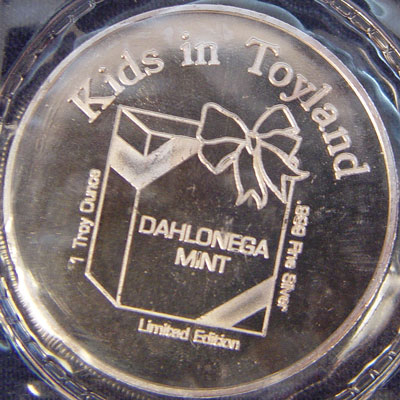 Kids in Toyland
1 Troy Ounce
DAHLONEGA
MINT
.999 Fine Silver
Limited Edition